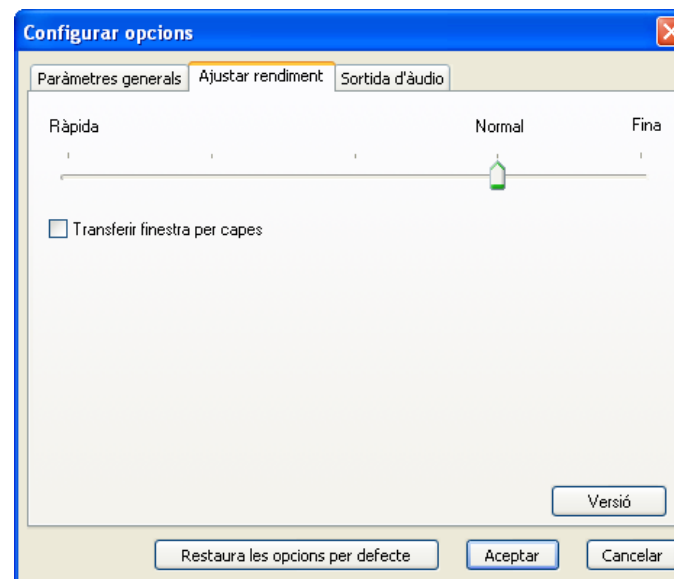 Configurar opcions
Paràmetres generals Ajustar rendiment Sortida d'àudio
Ràpida Normal Fina
Transferir finestra per capes
Versió
Restaura les opcions per defecte Aceptar Cancelar